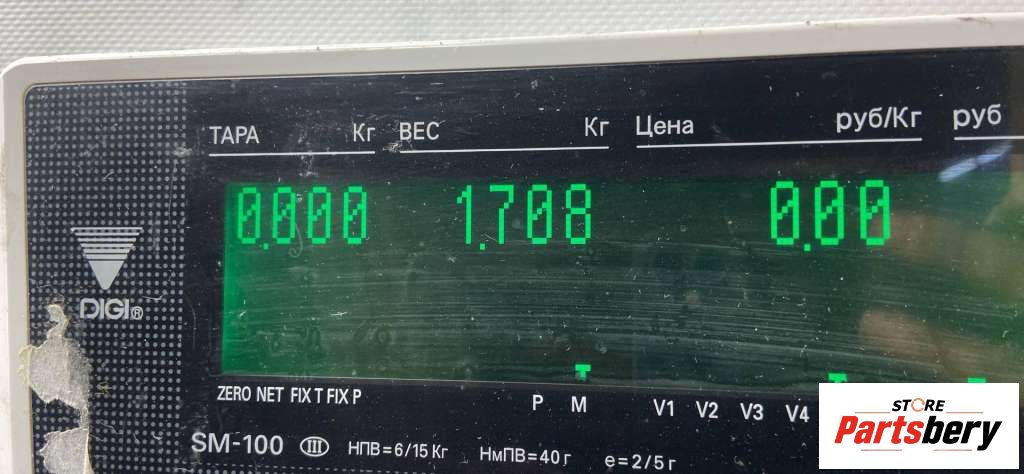 ТАРА Кг ВЕС Кг Цена руб/Кг руб
0.000 1.708 0.00
DIGI®
ZERO NET FIX T FIX P P M V1 V2 V3 V4
SM-100 III НПВ=6/15 Кг НмПВ=40 г e=2/5 г
STORE
Partsbery